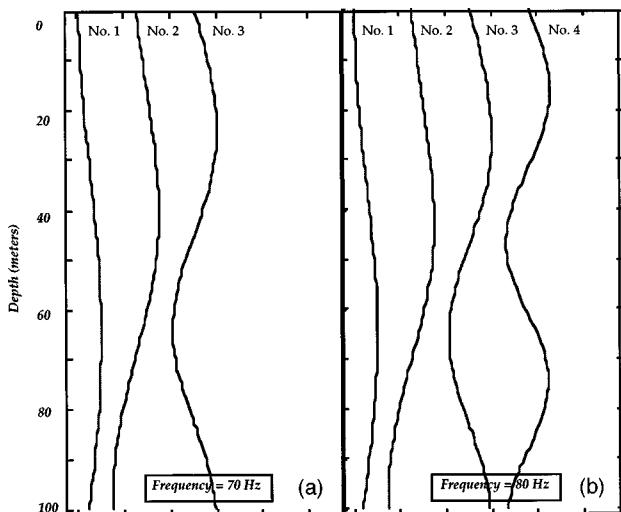 0
No. 1 No. 2 No. 3
20
40
Depth (meters)
60
80
100
Frequency = 70 Hz (a)
No. 1 No. 2 No. 3 No. 4
Frequency = 80 Hz (b)